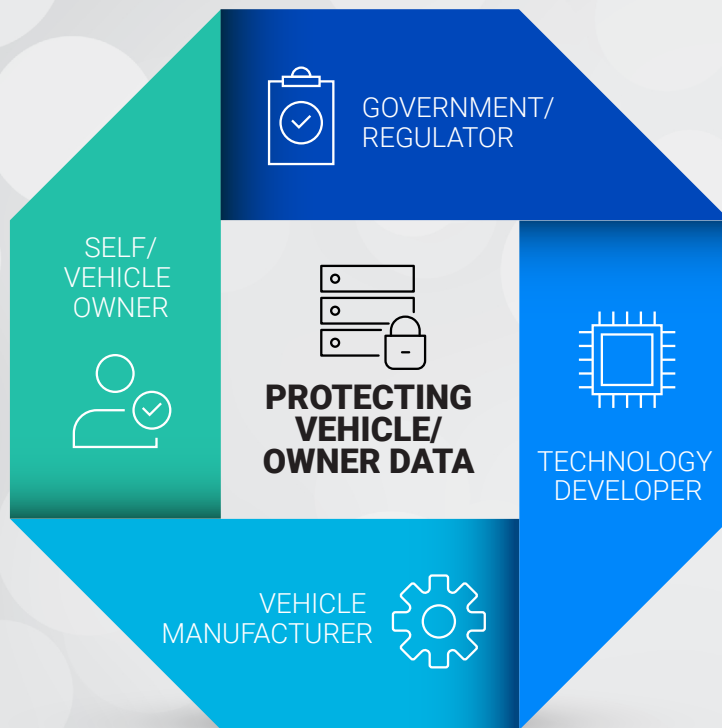 GOVERNMENT/
REGULATOR
SELF/
VEHICLE
OWNER
PROTECTING
VEHICLE/
OWNER DATA
TECHNOLOGY
DEVELOPER
VEHICLE
MANUFACTURER